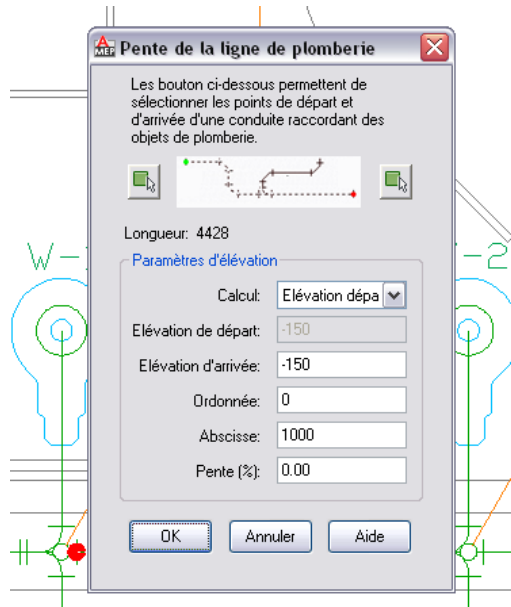 MEP Pente de la ligne de plomberie
Les bouton ci-dessous permettent de
sélectionner les points de départ et
d'arrivée d'une conduite raccordant des
objets de plomberie.
Longueur: 4428
W-
-2
Paramètres d'élévation
Calcul: Elévation dépa
Elévation de départ: -150
Elévation d'arrivée: -150
Ordonnée: 0
Abscisse: 1000
Pente (%): 0.00
OK Annuler Aide